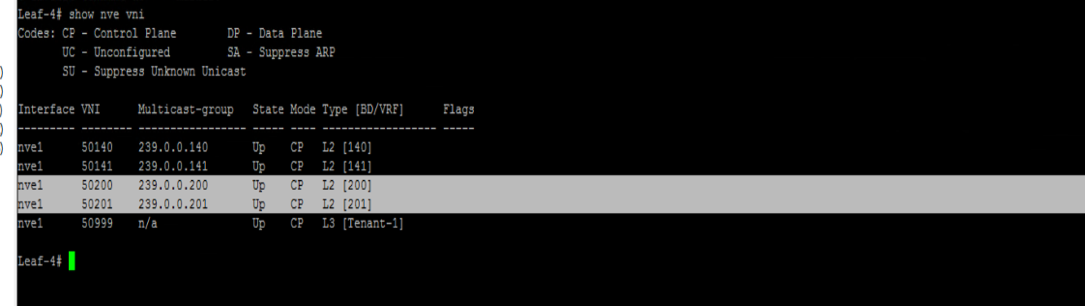 Leaf-4# show nve vni
Codes: CP - Control Plane        DP - Data Plane
       UC - Unconfigured         SA - Suppress ARP
       SU - Suppress Unknown Unicast
)
)
Interface VNI      Multicast-group   State Mode Type [BD/VRF]      Flags
)
--------- -------- ----------------- ----- ---- ------------------ -----
)
nve1      50140    239.0.0.140       Up    CP   L2 [140]
)
nve1      50141    239.0.0.141       Up    CP   L2 [141]
nve1      50200    239.0.0.200       Up    CP   L2 [200]
nve1      50201    239.0.0.201       Up    CP   L2 [201]
nve1      50999    n/a               Up    CP   L3 [Tenant-1]
Leaf-4#